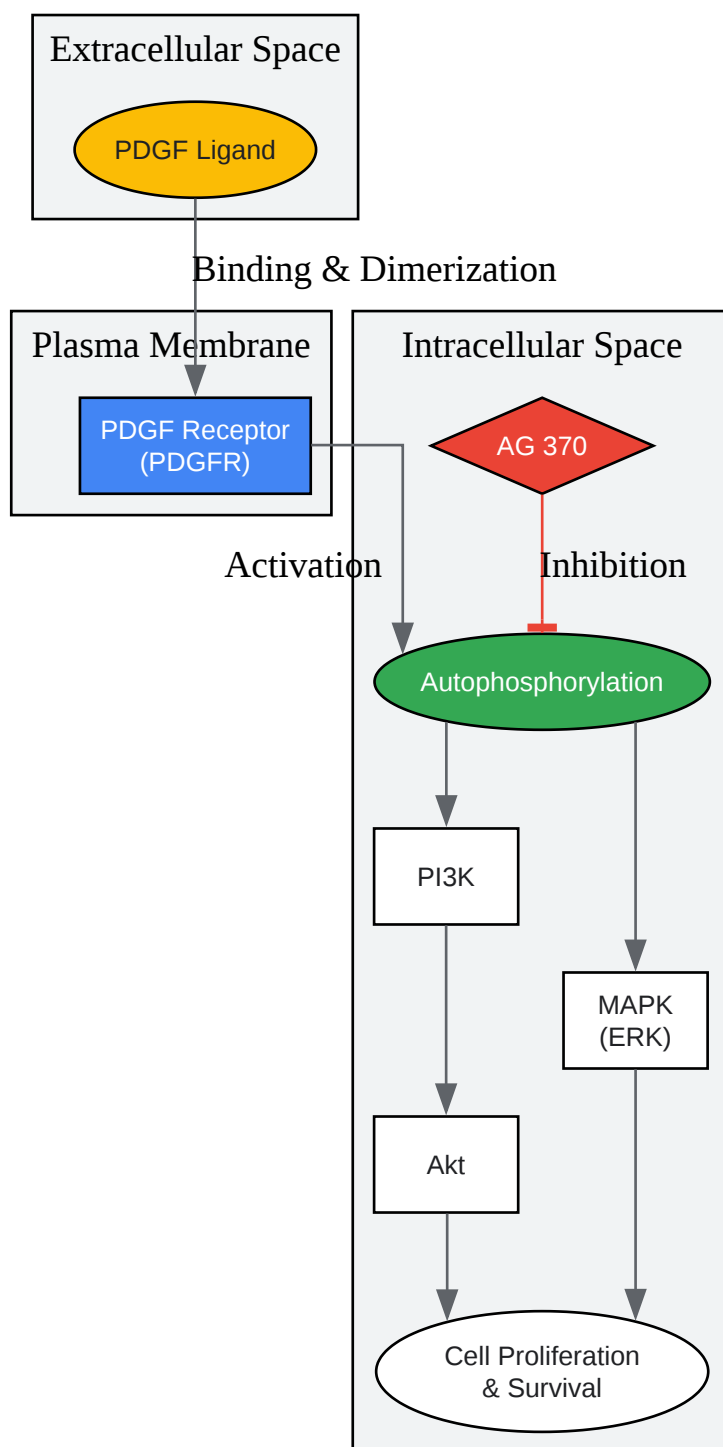 Extracellular Space
PDGF Ligand
Binding & Dimerization
Plasma Membrane
Intracellular Space
PDGF Receptor
(PDGFR)
AG 370
Activation
Inhibition
Autophosphorylation
PI3K
MAPK
(ERK)
Akt
Cell Proliferation
& Survival